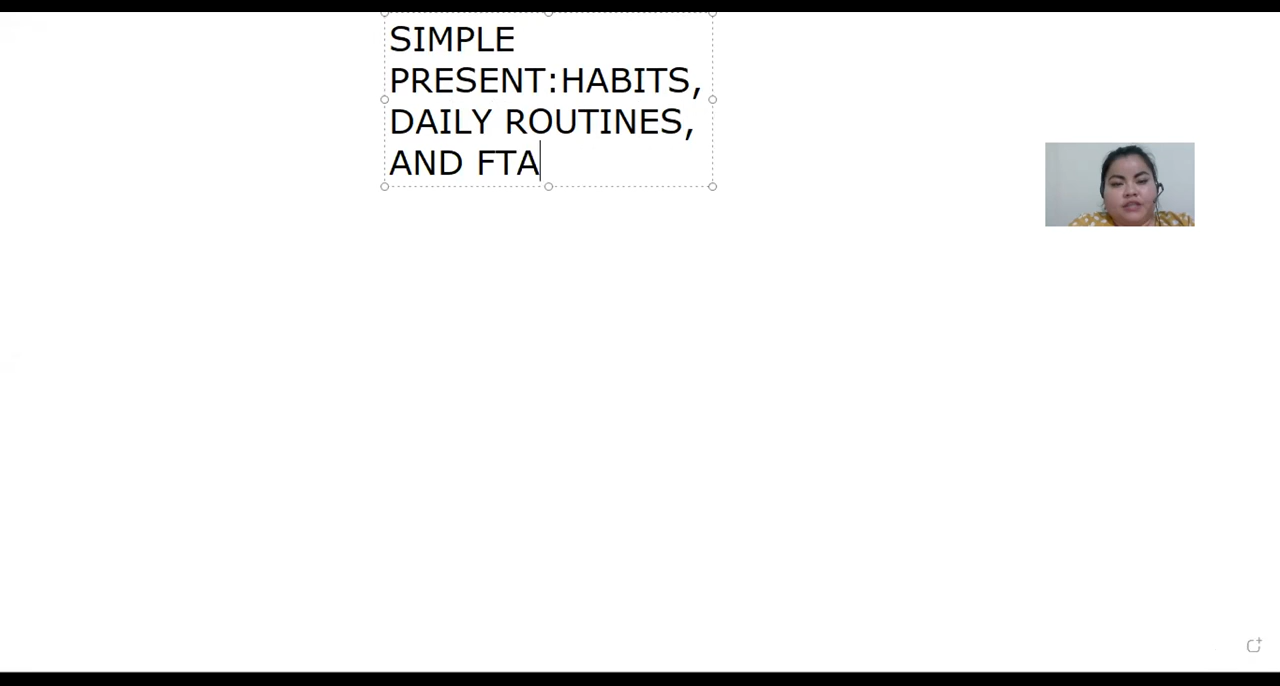 SIMPLE
PRESENT:HABITS,
DAILY ROUTINES,
AND FTA